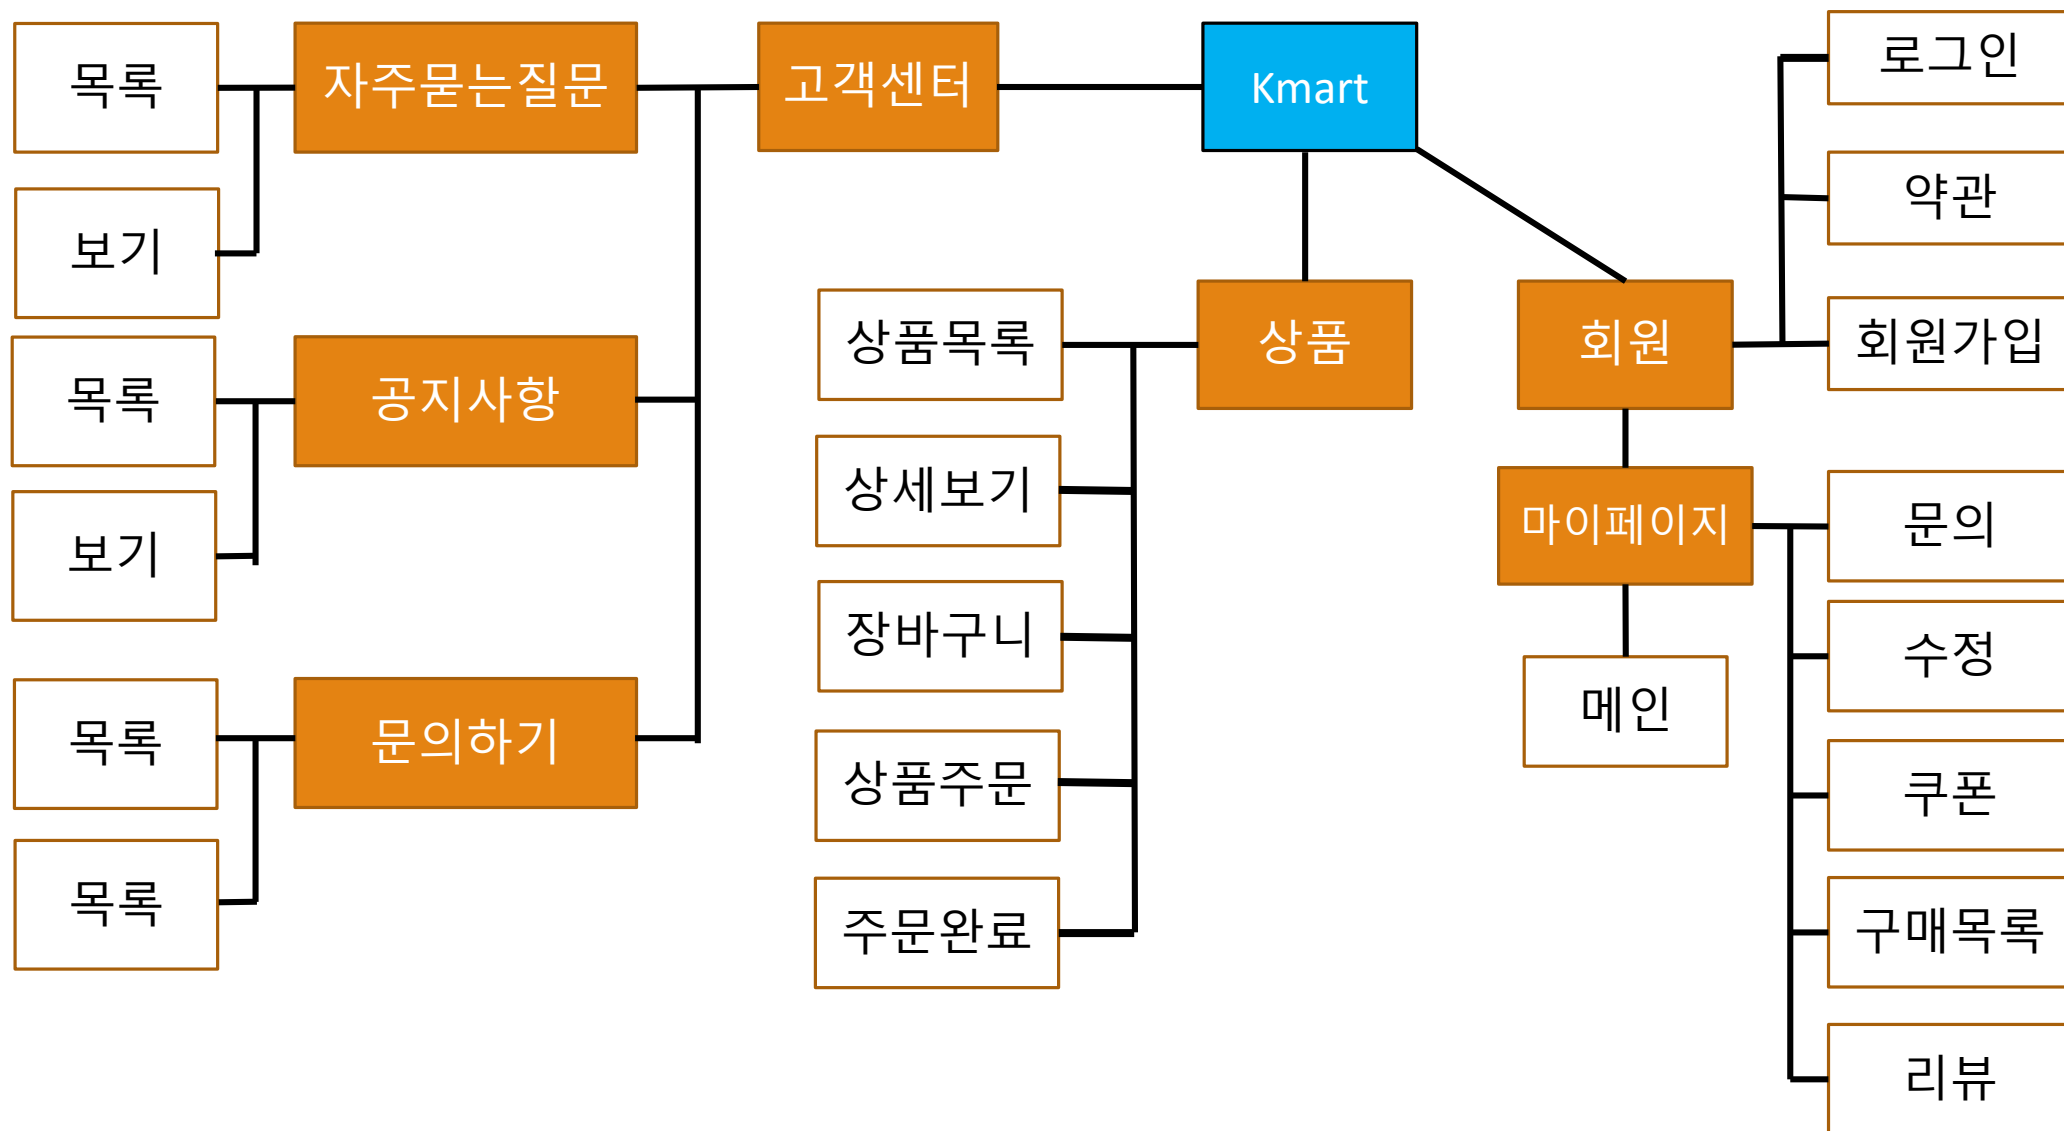 목록
자주묻는질문
고객센터
Kmart
로그인
보기
약관
목록
공지사항
상품목록
상품
회원
회원가입
보기
상세보기
마이페이지
문의
목록
문의하기
장바구니
메인
수정
상품주문
쿠폰
목록
주문완료
구매목록
리뷰